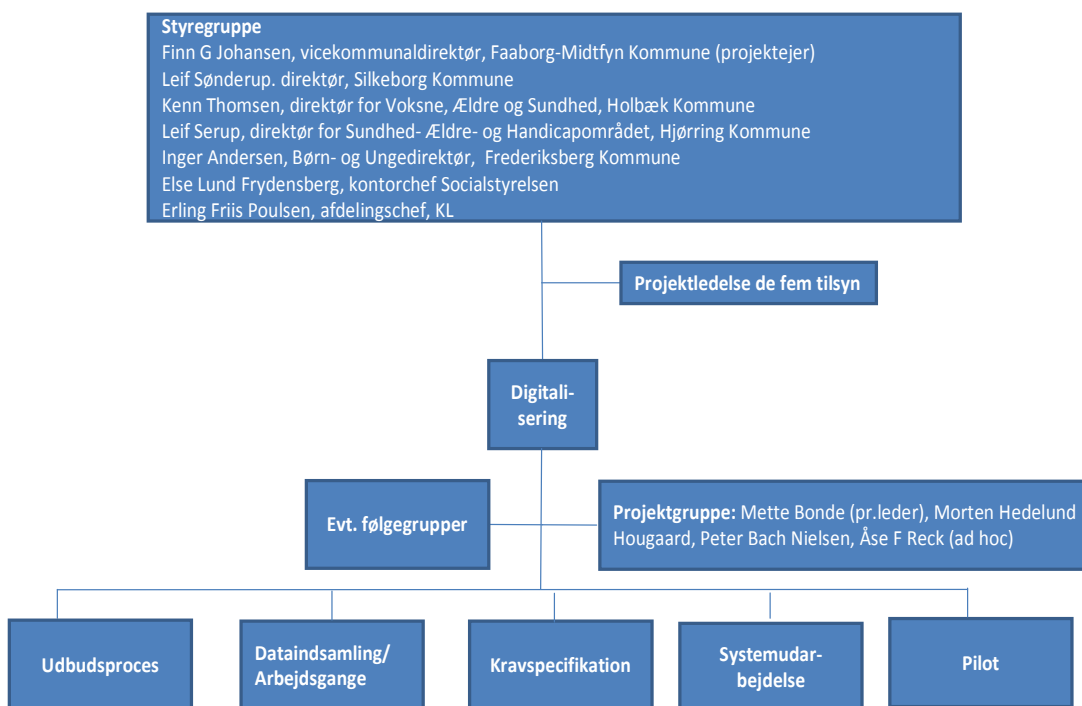 Styregruppe
Finn G Johansen, vicekommunaldirektør, Faaborg-Midtfyn Kommune (projektejer)
Leif Sønderup. direktør, Silkeborg Kommune
Kenn Thomsen, direktør for Voksne, Ældre og Sundhed, Holbæk Kommune
Leif Serup, direktør for Sundhed- Ældre- og Handicapområdet, Hjørring Kommune
Inger Andersen, Børn- og Ungedirektør, Frederiksberg Kommune
Else Lund Frydensberg, kontorchef Socialstyrelsen
Erling Friis Poulsen, afdelingschef, KL
Projektledelse de fem tilsyn
Digitali-
sering
Evt. følgegrupper
Projektgruppe: Mette Bonde (pr.leder), Morten Hedelund
Hougaard, Peter Bach Nielsen, Åse F Reck (ad hoc)
Udbudsproces
Dataindsamling/
Arbejdsgange
Kravspecifikation
Systemudar-
bejdelse
Pilot